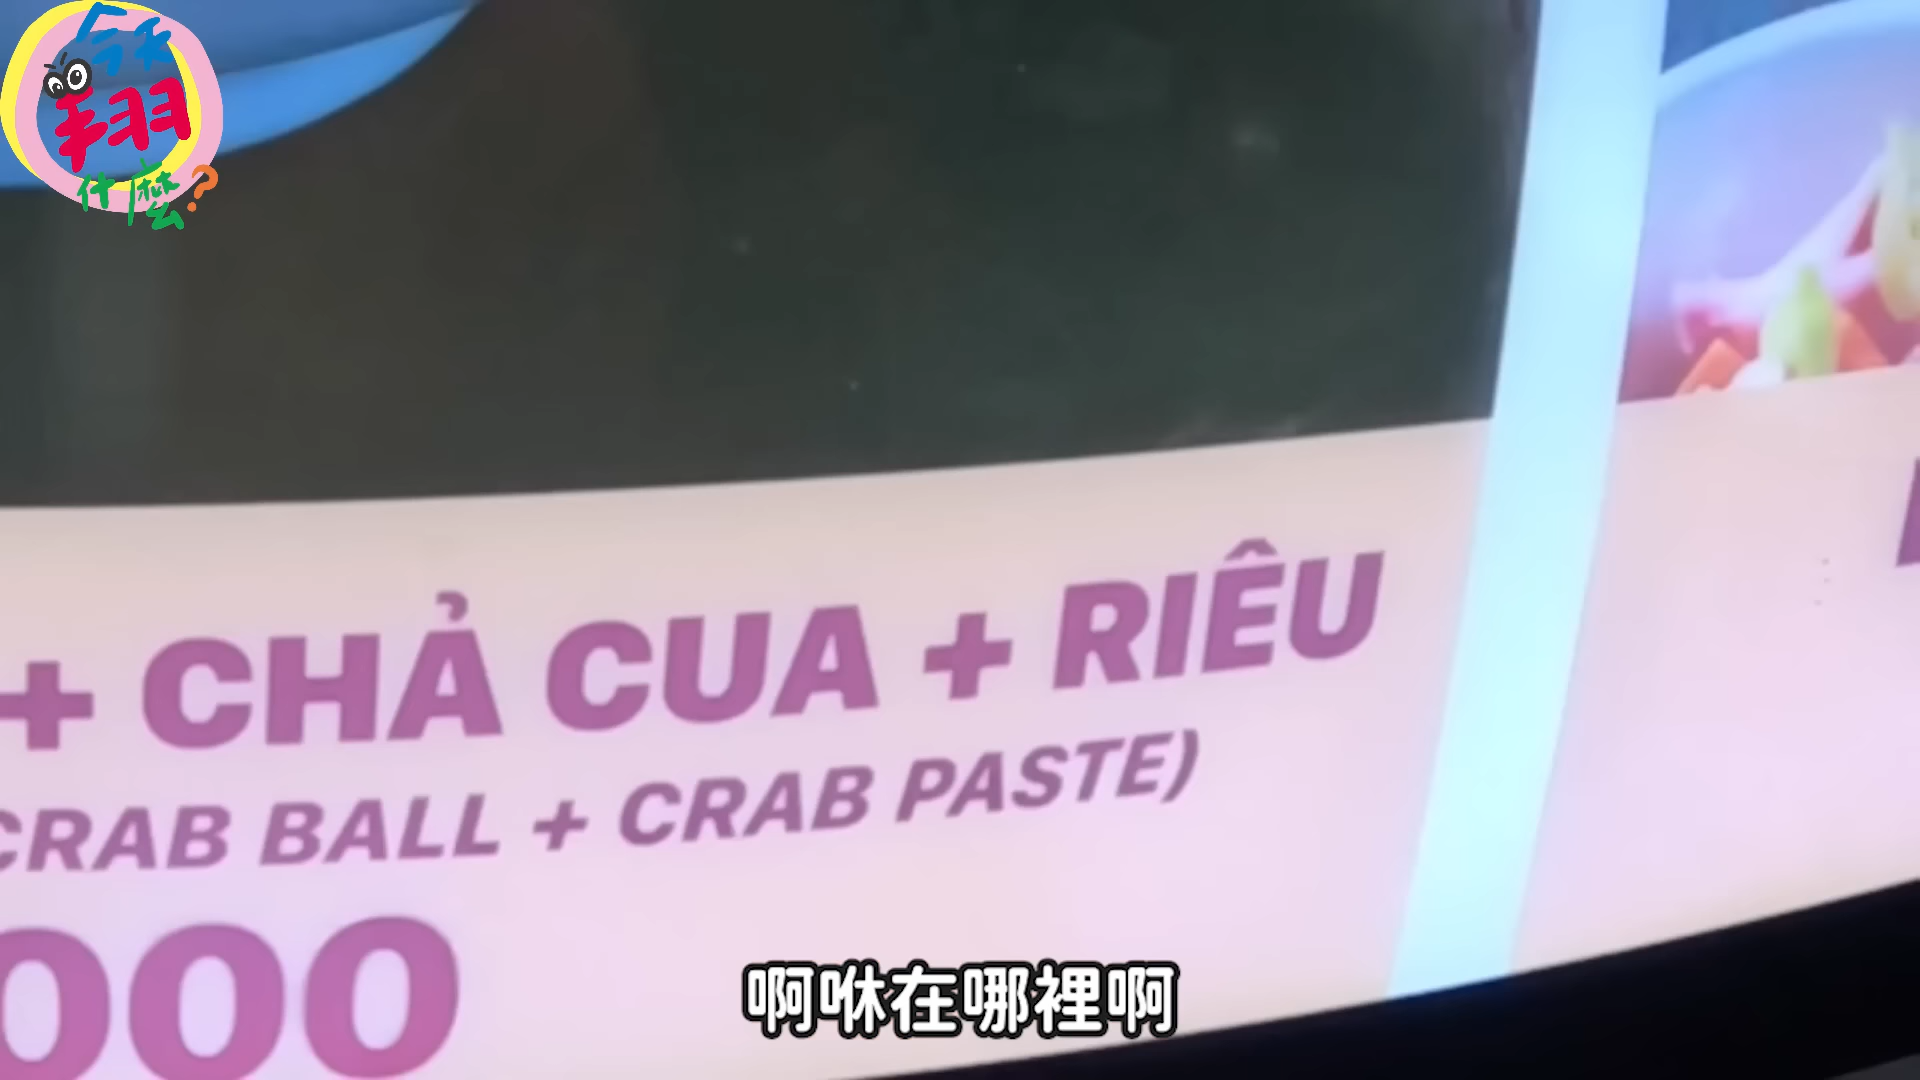 今天
翔
什麼?
+ CHẢ CUA + RIÊU
CRAB BALL + CRAB PASTE)
000
啊咻在哪裡啊